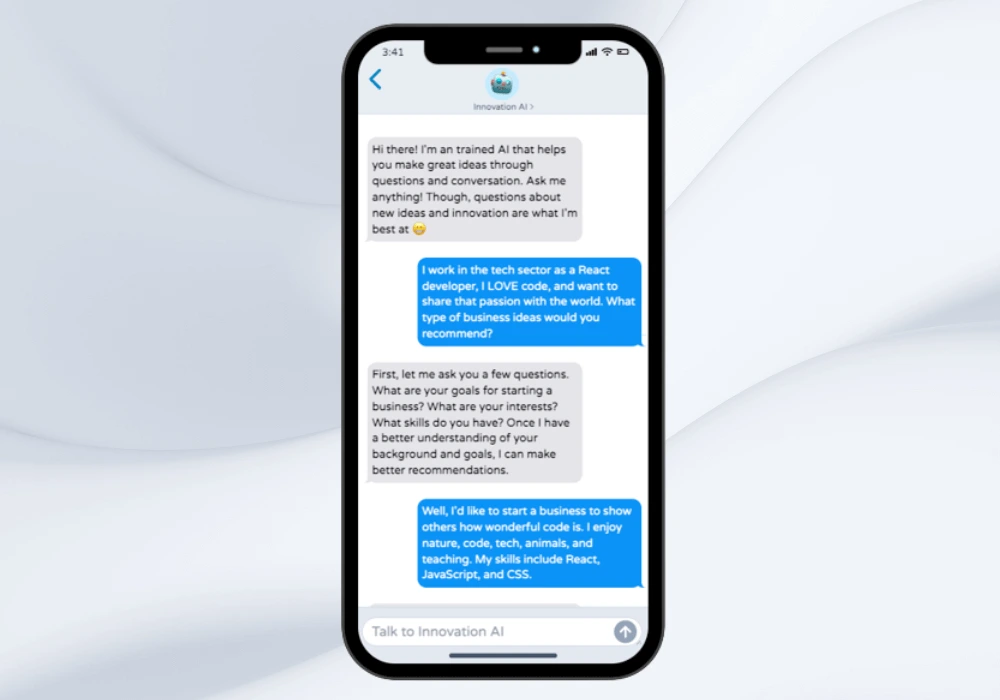 3:41
Innovation AI >
Hi there! I'm an trained AI that helps
you make great ideas through
questions and conversation. Ask me
anything! Though, questions about
new ideas and innovation are what I'm
best at 😁
I work in the tech sector as a React
developer, I LOVE code, and want to
share that passion with the world. What
type of business ideas would you
recommend?
First, let me ask you a few questions.
What are your goals for starting a
business? What are your interests?
What skills do you have? Once I have
a better understanding of your
background and goals, I can make
better recommendations.
Well, I'd like to start a business to show
others how wonderful code is. I enjoy
nature, code, tech, animals, and
teaching. My skills include React,
JavaScript, and CSS.
Talk to Innovation AI